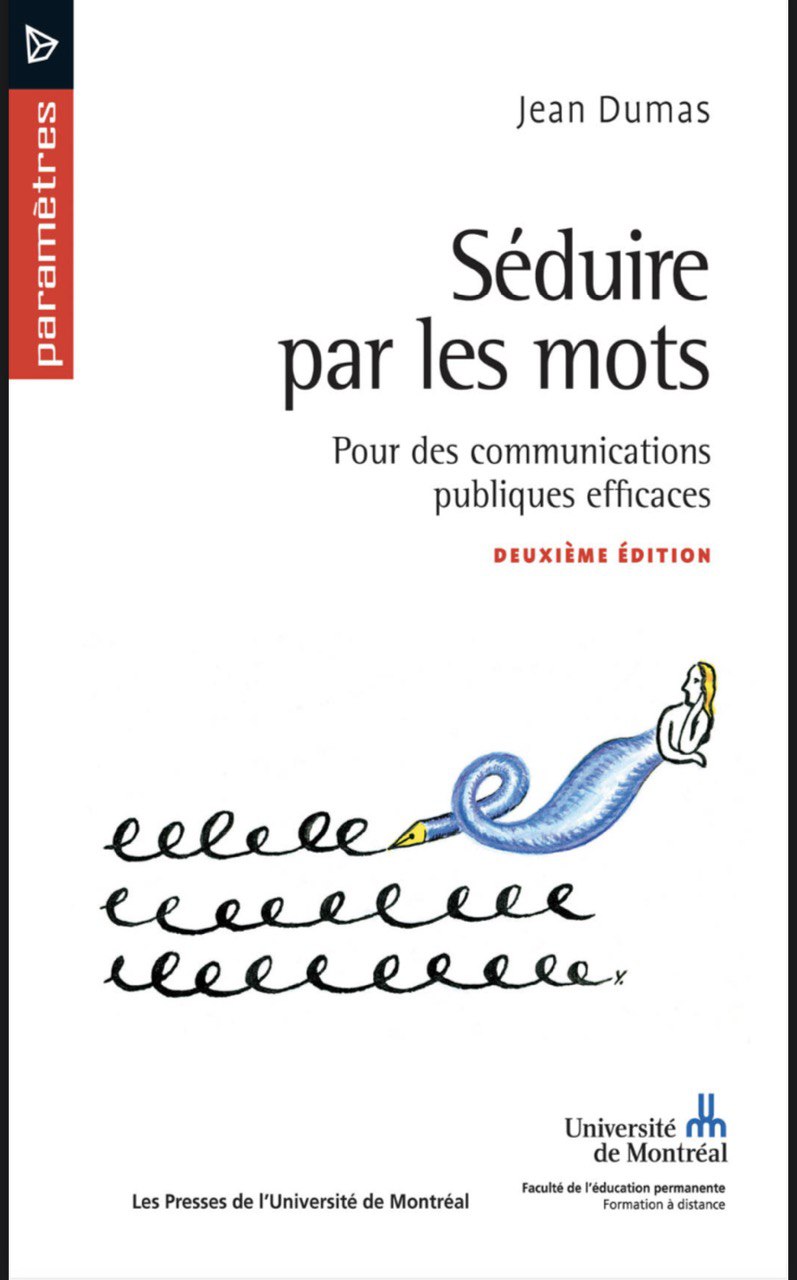 paramètres
Jean Dumas
Séduire
par les mots
Pour des communications
publiques efficaces
DEUXIÈME ÉDITION
Université
de Montréal
Faculté de l'éducation permanente
Formation à distance
Les Presses de l'Université de Montréal